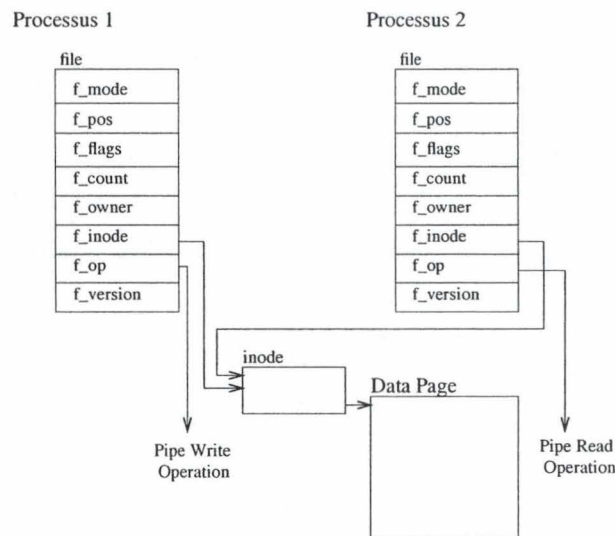 Processus 1
Processus 2
file
f_mode
f_pos
f_flags
f_count
f_owner
f_inode
f_op
f_version
file
f_mode
f_pos
f_flags
f_count
f_owner
f_inode
f_op
f_version
inode
Data Page
Pipe Write
Operation
Pipe Read
Operation